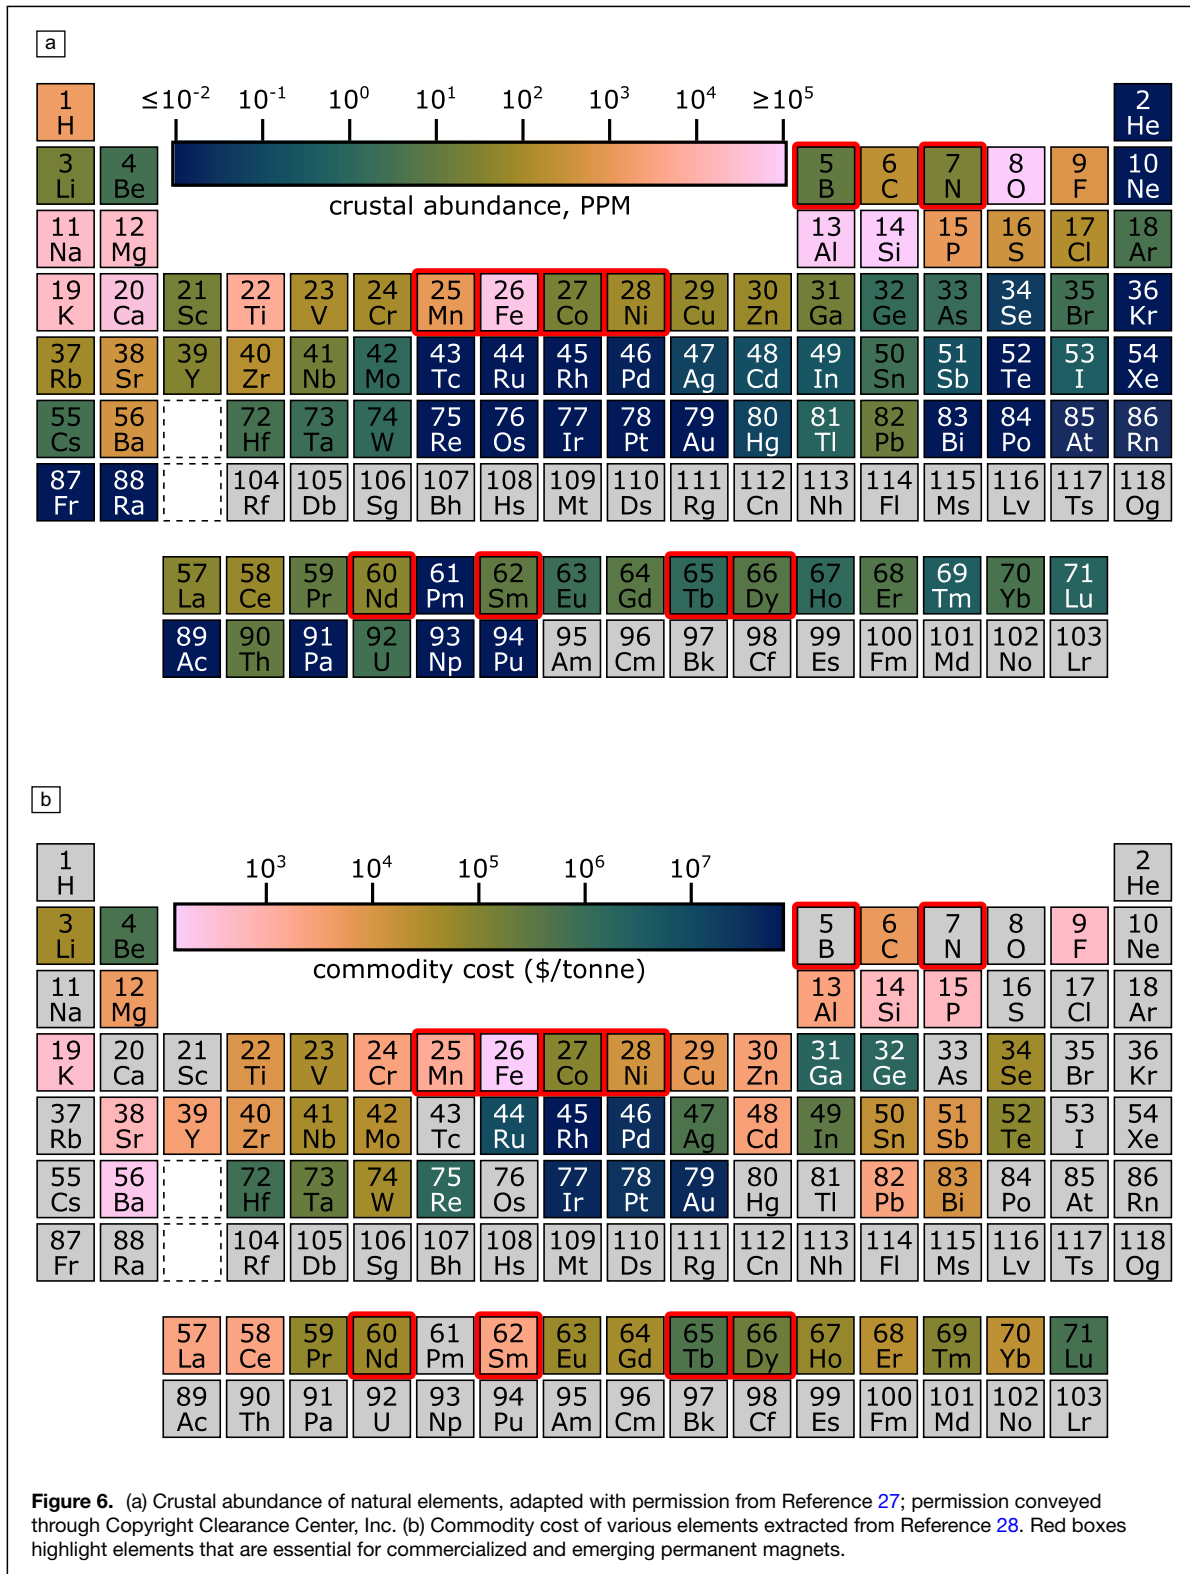 a
≤10-2 10-1 100 101 102 103 104 ≥105
crustal abundance, PPM
1 2
H He
3 4 5 6 7 8 9 10
Li Be B C N O F Ne
11 12 13 14 15 16 17 18
Na Mg Al Si P S Cl Ar
19 20 21 22 23 24 25 26 27 28 29 30 31 32 33 34 35 36
K Ca Sc Ti V Cr Mn Fe Co Ni Cu Zn Ga Ge As Se Br Kr
37 38 39 40 41 42 43 44 45 46 47 48 49 50 51 52 53 54
Rb Sr Y Zr Nb Mo Tc Ru Rh Pd Ag Cd In Sn Sb Te I Xe
55 56 72 73 74 75 76 77 78 79 80 81 82 83 84 85 86
Cs Ba Hf Ta W Re Os Ir Pt Au Hg Tl Pb Bi Po At Rn
87 88 104 105 106 107 108 109 110 111 112 113 114 115 116 117 118
Fr Ra Rf Db Sg Bh Hs Mt Ds Rg Cn Nh Fl Ms Lv Ts Og
57 58 59 60 61 62 63 64 65 66 67 68 69 70 71
La Ce Pr Nd Pm Sm Eu Gd Tb Dy Ho Er Tm Yb Lu
89 90 91 92 93 94 95 96 97 98 99 100 101 102 103
Ac Th Pa U Np Pu Am Cm Bk Cf Es Fm Md No Lr
b
103 104 105 106 107
commodity cost ($/tonne)
1 2
H He
3 4 5 6 7 8 9 10
Li Be B C N O F Ne
11 12 13 14 15 16 17 18
Na Mg Al Si P S Cl Ar
19 20 21 22 23 24 25 26 27 28 29 30 31 32 33 34 35 36
K Ca Sc Ti V Cr Mn Fe Co Ni Cu Zn Ga Ge As Se Br Kr
37 38 39 40 41 42 43 44 45 46 47 48 49 50 51 52 53 54
Rb Sr Y Zr Nb Mo Tc Ru Rh Pd Ag Cd In Sn Sb Te I Xe
55 56 72 73 74 75 76 77 78 79 80 81 82 83 84 85 86
Cs Ba Hf Ta W Re Os Ir Pt Au Hg Tl Pb Bi Po At Rn
87 88 104 105 106 107 108 109 110 111 112 113 114 115 116 117 118
Fr Ra Rf Db Sg Bh Hs Mt Ds Rg Cn Nh Fl Ms Lv Ts Og
57 58 59 60 61 62 63 64 65 66 67 68 69 70 71
La Ce Pr Nd Pm Sm Eu Gd Tb Dy Ho Er Tm Yb Lu
89 90 91 92 93 94 95 96 97 98 99 100 101 102 103
Ac Th Pa U Np Pu Am Cm Bk Cf Es Fm Md No Lr
Figure 6. (a) Crustal abundance of natural elements, adapted with permission from Reference 27; permission conveyed
through Copyright Clearance Center, Inc. (b) Commodity cost of various elements extracted from Reference 28. Red boxes
highlight elements that are essential for commercialized and emerging permanent magnets.